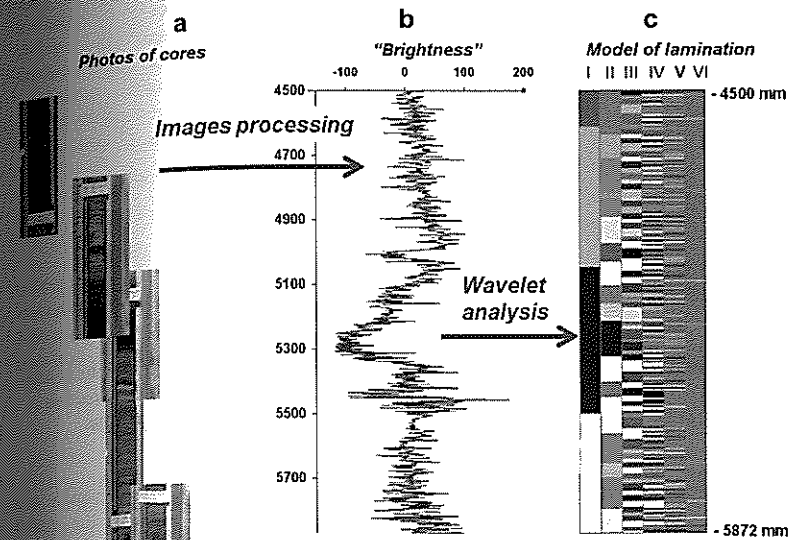 a
Photos of cores
Images processing
b
"Brightness"
-100 0 100 200
4500
4700
4900
5100
5300
5500
5700
Wavelet
analysis
c
Model of lamination
I II III IV V VI
- 4500 mm
- 5872 mm